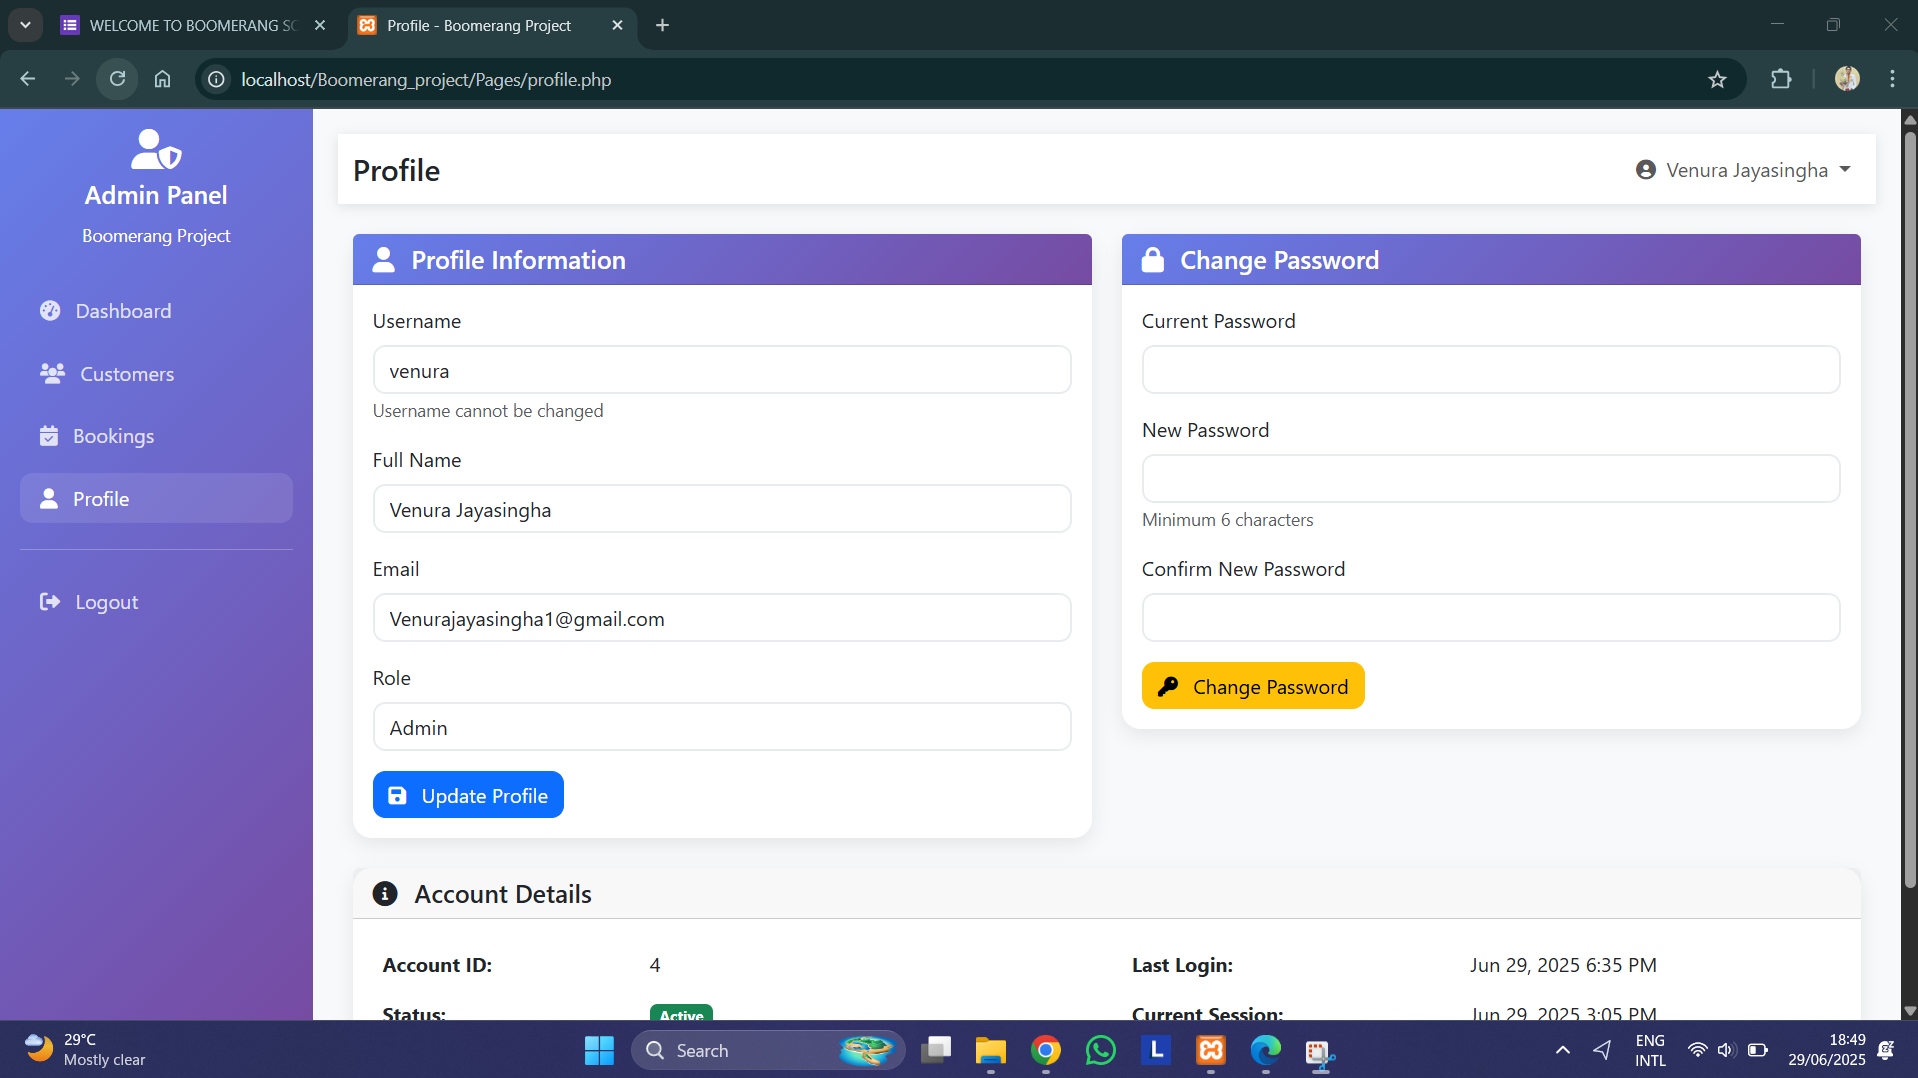 WELCOME TO BOOMERANG SC
Profile - Boomerang Project
localhost/Boomerang_project/Pages/profile.php
Admin Panel
Boomerang Project
Dashboard
Customers
Bookings
Profile
Logout
Profile
Venura Jayasingha
Profile Information
Username
venura
Username cannot be changed
Full Name
Venura Jayasingha
Email
Venurajayasingha1@gmail.com
Role
Admin
Update Profile
Change Password
Current Password
New Password
Minimum 6 characters
Confirm New Password
Change Password
Account Details
Account ID: 4 Last Login: Jun 29, 2025 6:35 PM
Status: Active Current Session: Jun 29, 2025 3:05 PM
29°C
Mostly clear
Search
L
ENG
INTL
18:49
29/06/2025